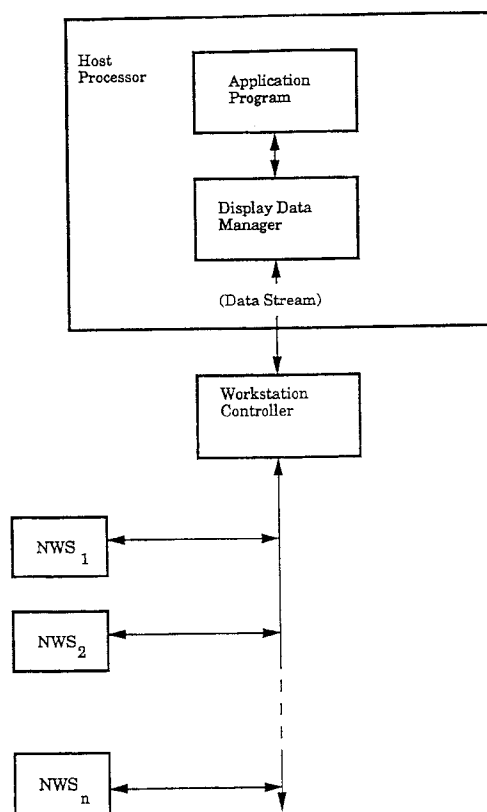 Host
Processor
Application
Program
Display Data
Manager
(Data Stream)
Workstation
Controller
NWS 1
NWS 2
NWS n